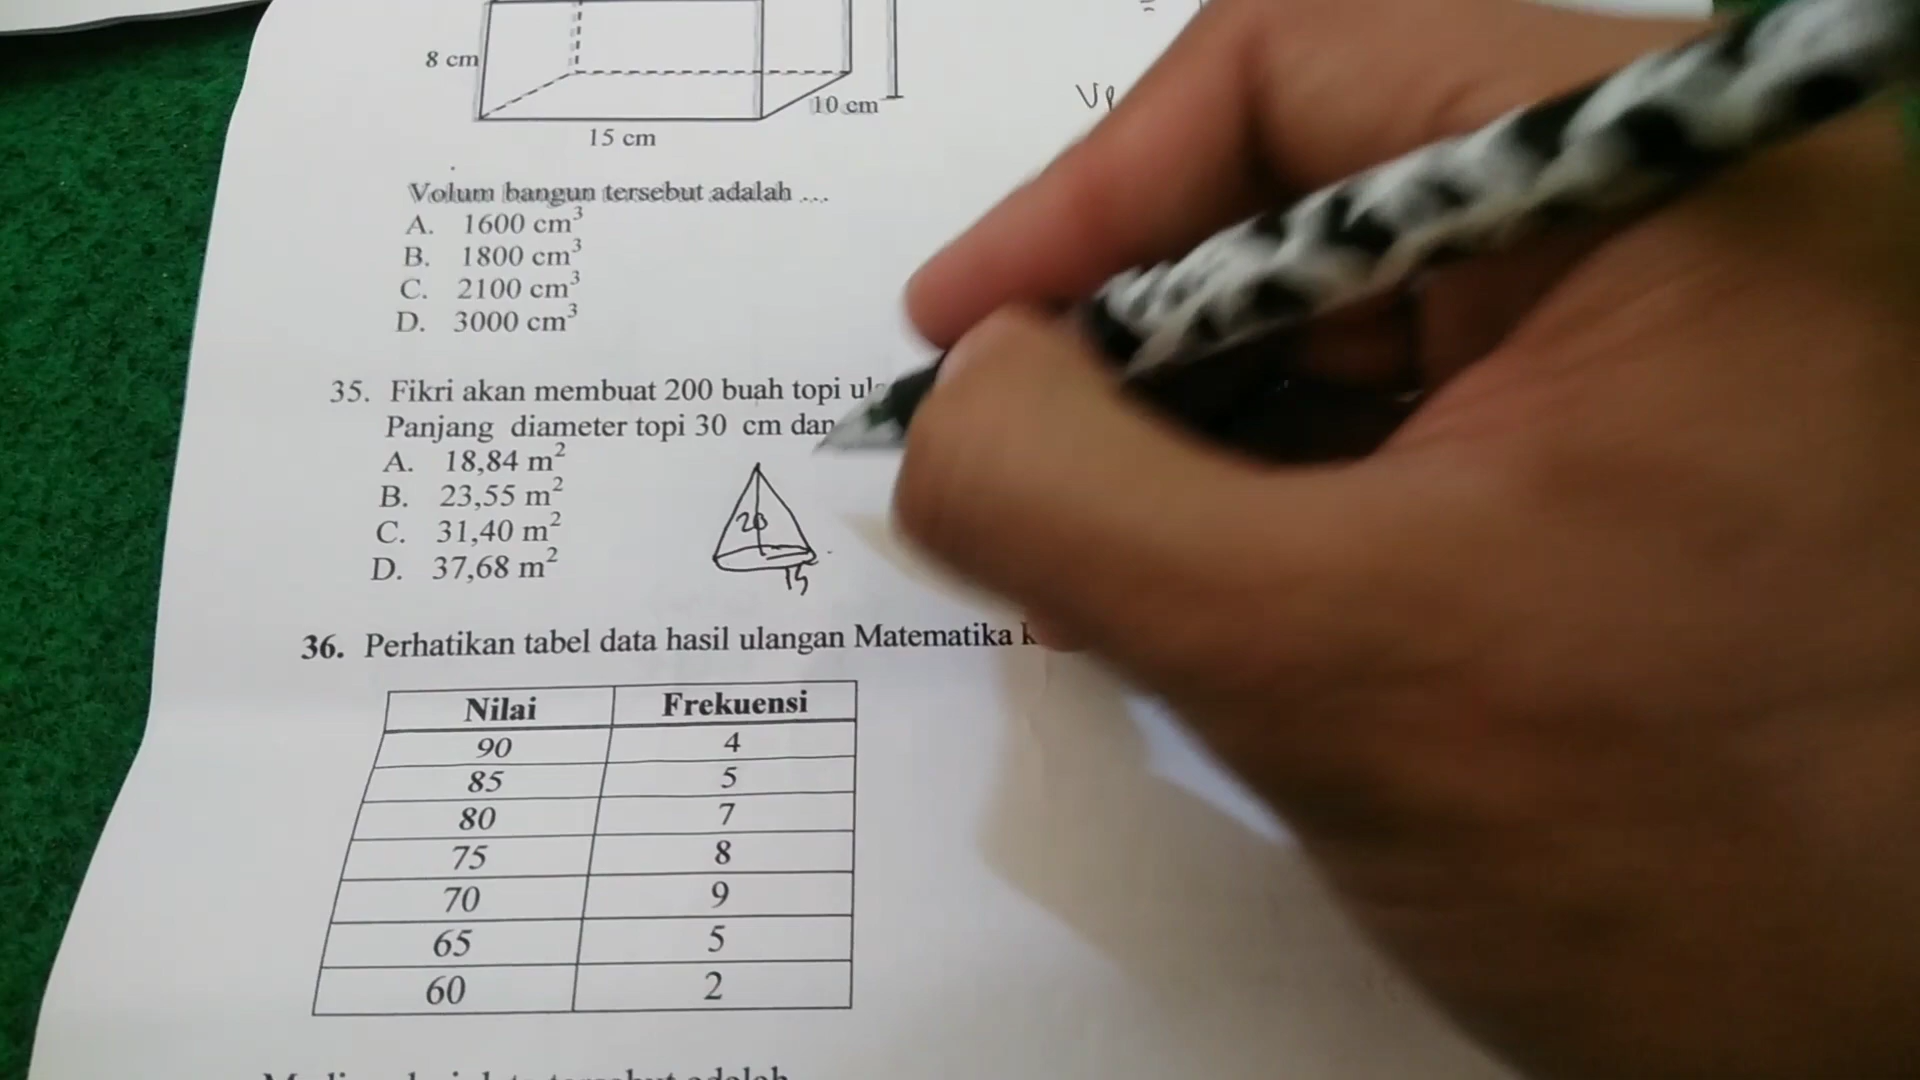 8 cm
10 cm
15 cm
Volum bangun tersebut adalah ....
A. 1600 cm³
B. 1800 cm³
C. 2100 cm³
D. 3000 cm³
35. Fikri akan membuat 200 buah topi
Panjang diameter topi 30 cm dan
A. 18,84 m²
B. 23,55 m²
C. 31,40 m²
D. 37,68 m²
20
15
36. Perhatikan tabel data hasil ulangan Matematika
Nilai Frekuensi
90 4
85 5
80 7
75 8
70 9
65 5
60 2